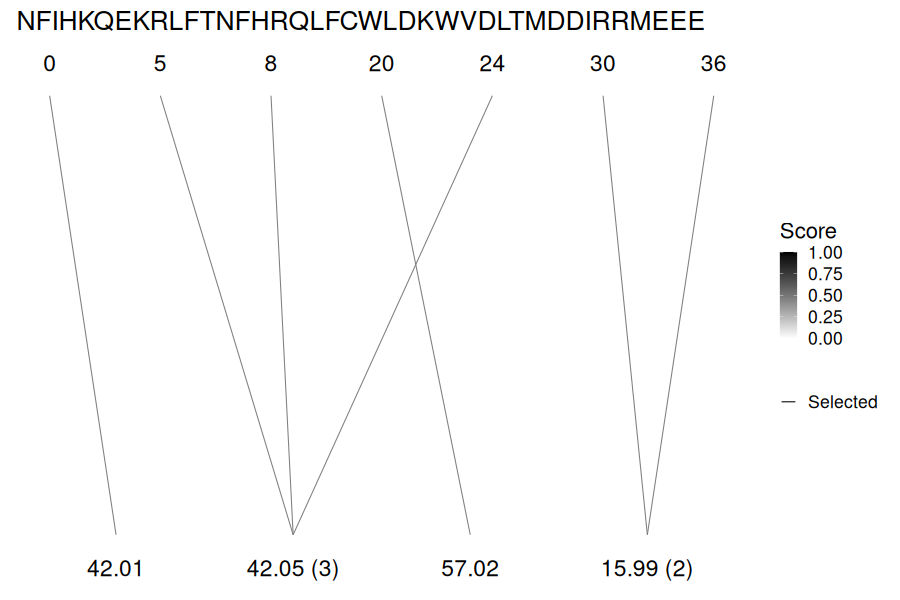 NFIHKQEKRLFTNFHRQLFCWLDKWVDLTMDDIRRMEEE
0 5 8 20 24 30 36
Score
1.00
0.75
0.50
0.25
0.00
Selected
42.01 42.05 (3) 57.02 15.99 (2)